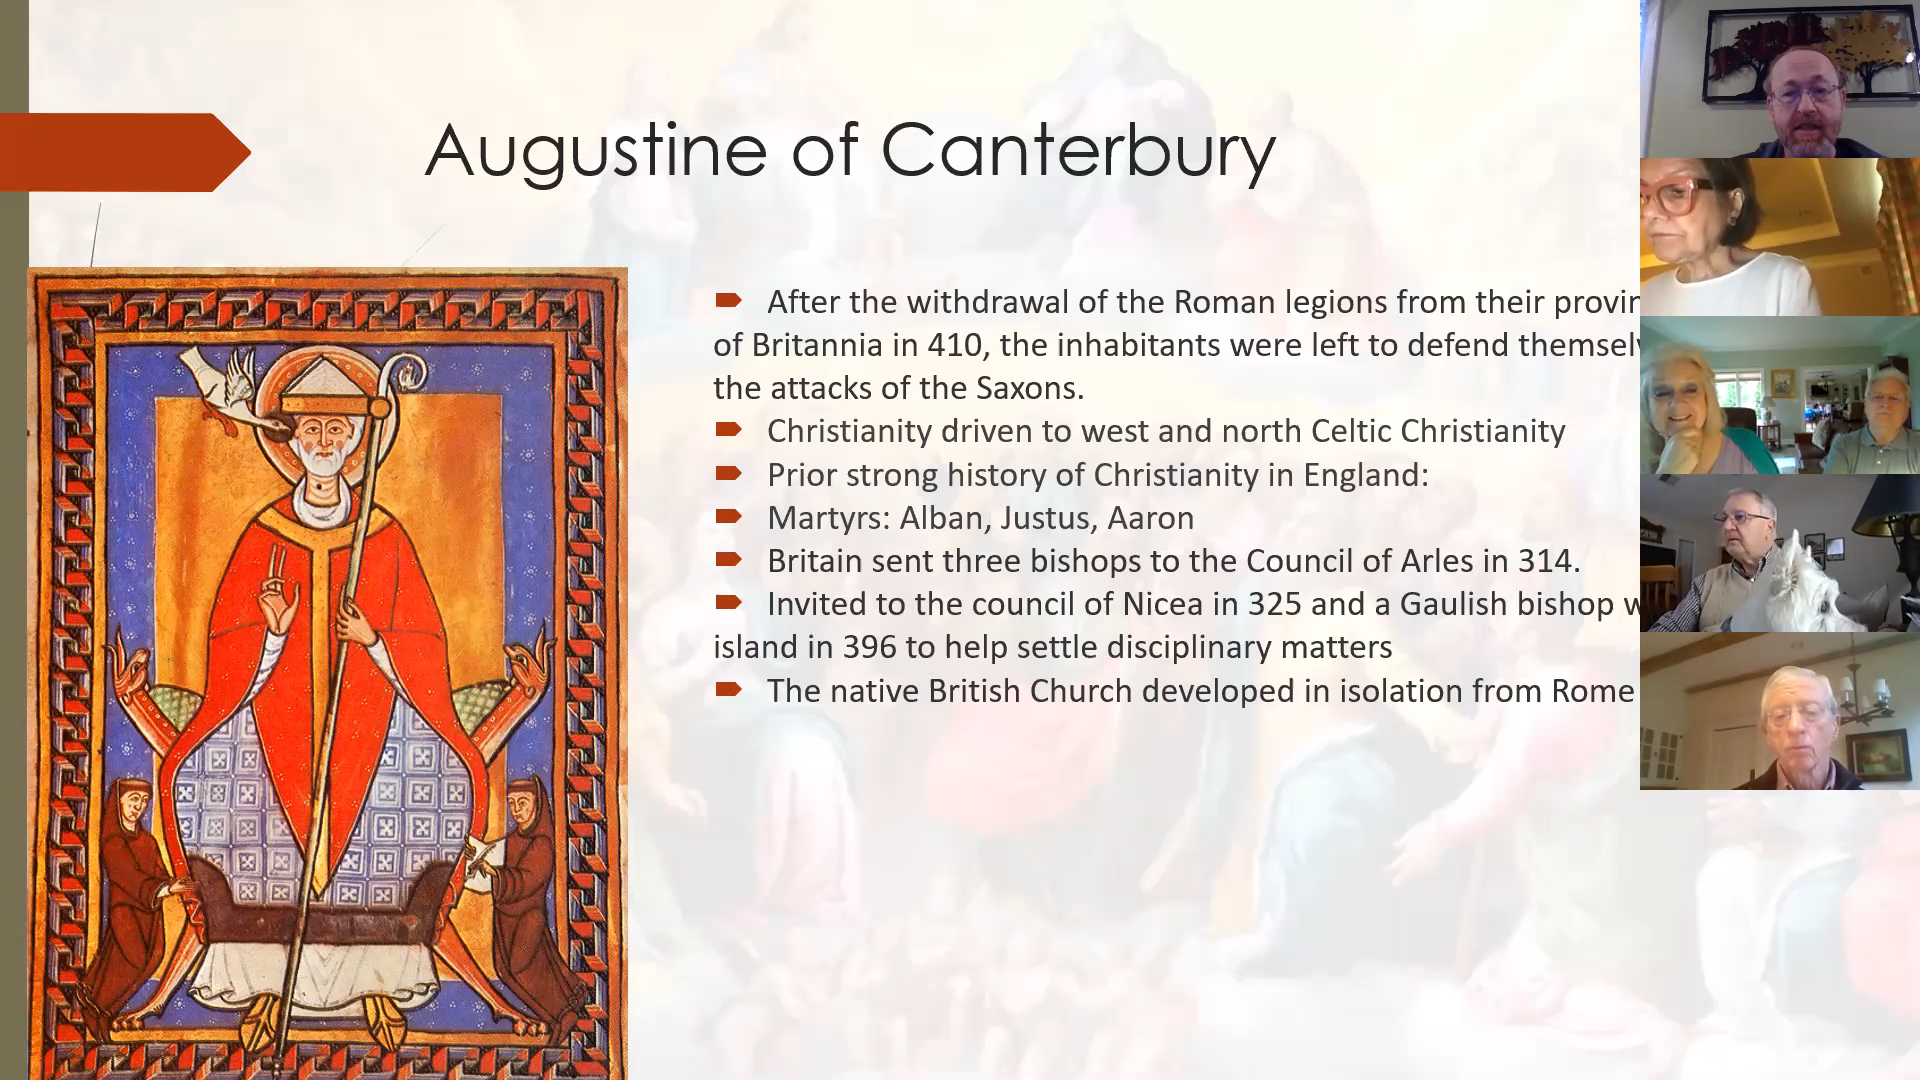 Augustine of Canterbury
After the withdrawal of the Roman legions from their
of Britannia in 410, the inhabitants were left to defend
the attacks of the Saxons.
Christianity driven to west and north Celtic Christianity
Prior strong history of Christianity in England:
Martyrs: Alban, Justus, Aaron
Britain sent three bishops to the Council of Arles in 314.
Invited to the council of Nicea in 325 and a Gaulish bishop
island in 396 to help settle disciplinary matters
The native British Church developed in isolation from Rome